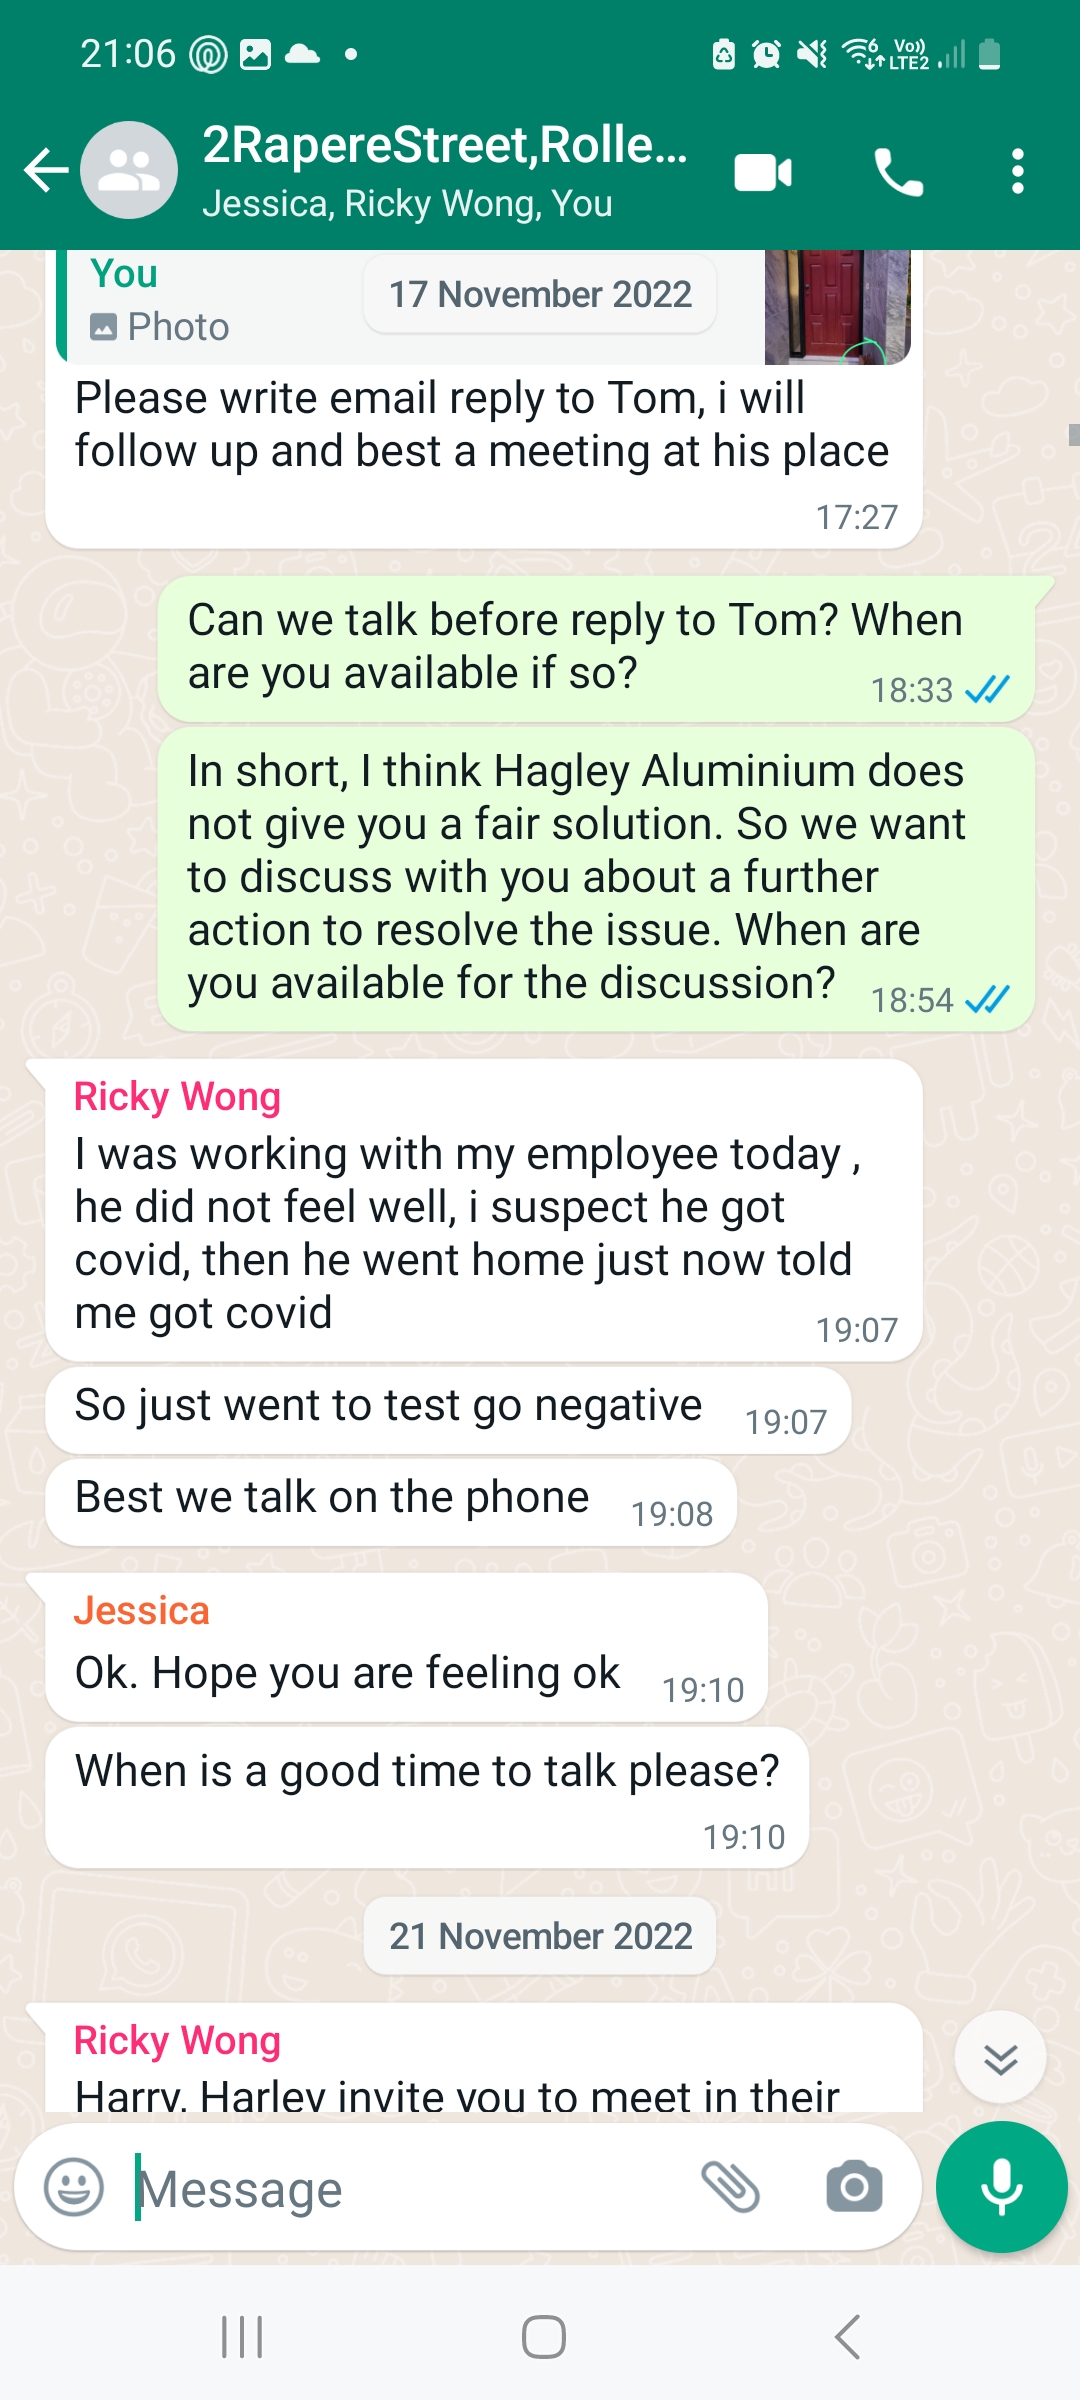 21:06
6 Vo)) LTE2
2RapereStreet,Rolle...
Jessica, Ricky Wong, You
You
17 November 2022
Photo
Please write email reply to Tom, i will
follow up and best a meeting at his place
17:27
Can we talk before reply to Tom? When
are you available if so?
18:33
In short, I think Hagley Aluminium does
not give you a fair solution. So we want
to discuss with you about a further
action to resolve the issue. When are
you available for the discussion?
18:54
Ricky Wong
I was working with my employee today ,
he did not feel well, i suspect he got
covid, then he went home just now told
me got covid
19:07
So just went to test go negative
19:07
Best we talk on the phone
19:08
Jessica
Ok. Hope you are feeling ok
19:10
When is a good time to talk please?
19:10
21 November 2022
Ricky Wong
Harry, Harley invite you to meet in their
Message